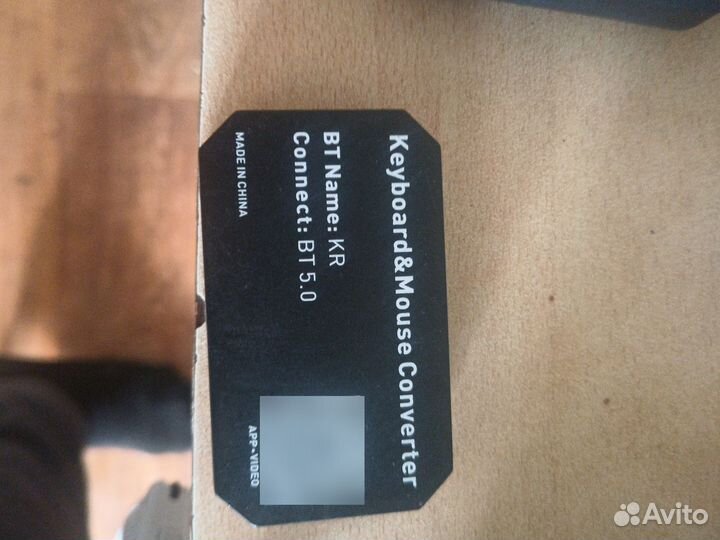 Keyboard&Mouse Converter
BT Name: KR
Connect: BT 5.0
MADE IN CHINA
APP+VIDEO
Avito